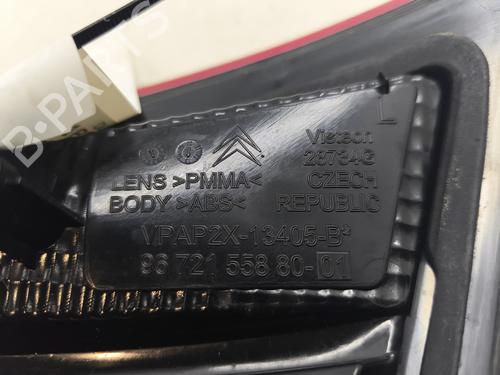 B-PARTS
L
Visteon
26734G
LENS >PMMA< CZECH
BODY >ABS< REPUBLIC
VPAP2X-13405-B*
96 721 558 80-01